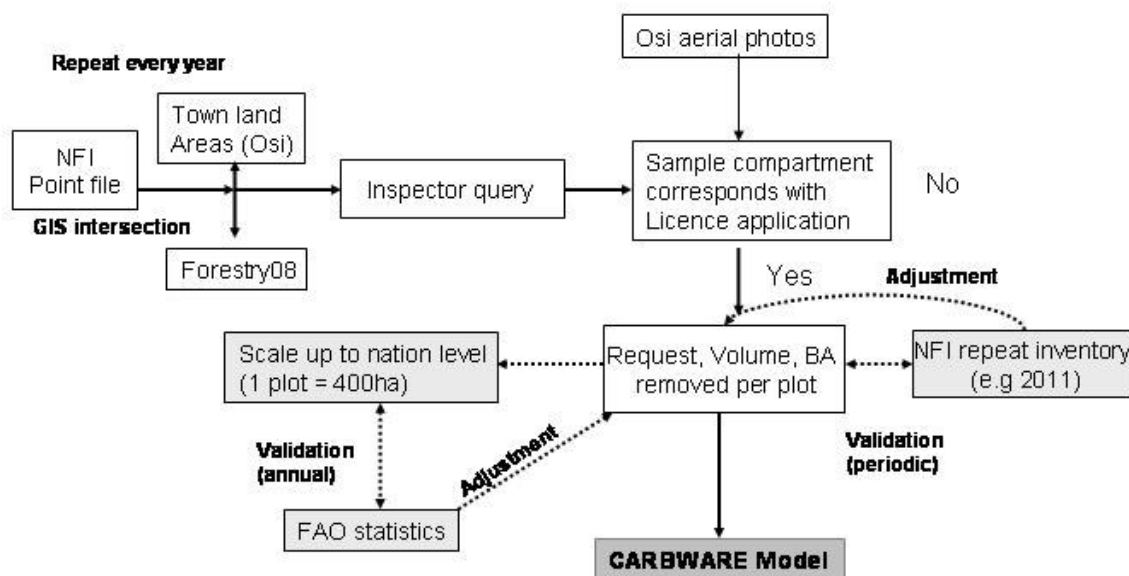 Osi aerial photos
Repeat every year
Town land
Areas (Osi)
NFI
Point file
GIS intersection
Forestry08
Inspector query
Sample compartment
corresponds with
Licence application
No
Yes
Adjustment
Scale up to nation level
(1 plot = 400ha)
Request, Volume, BA
removed per plot
NFI repeat inventory
(e.g 2011)
Validation
(annual)
Adjustment
Validation
(periodic)
FAO statistics
CARBWARE Model